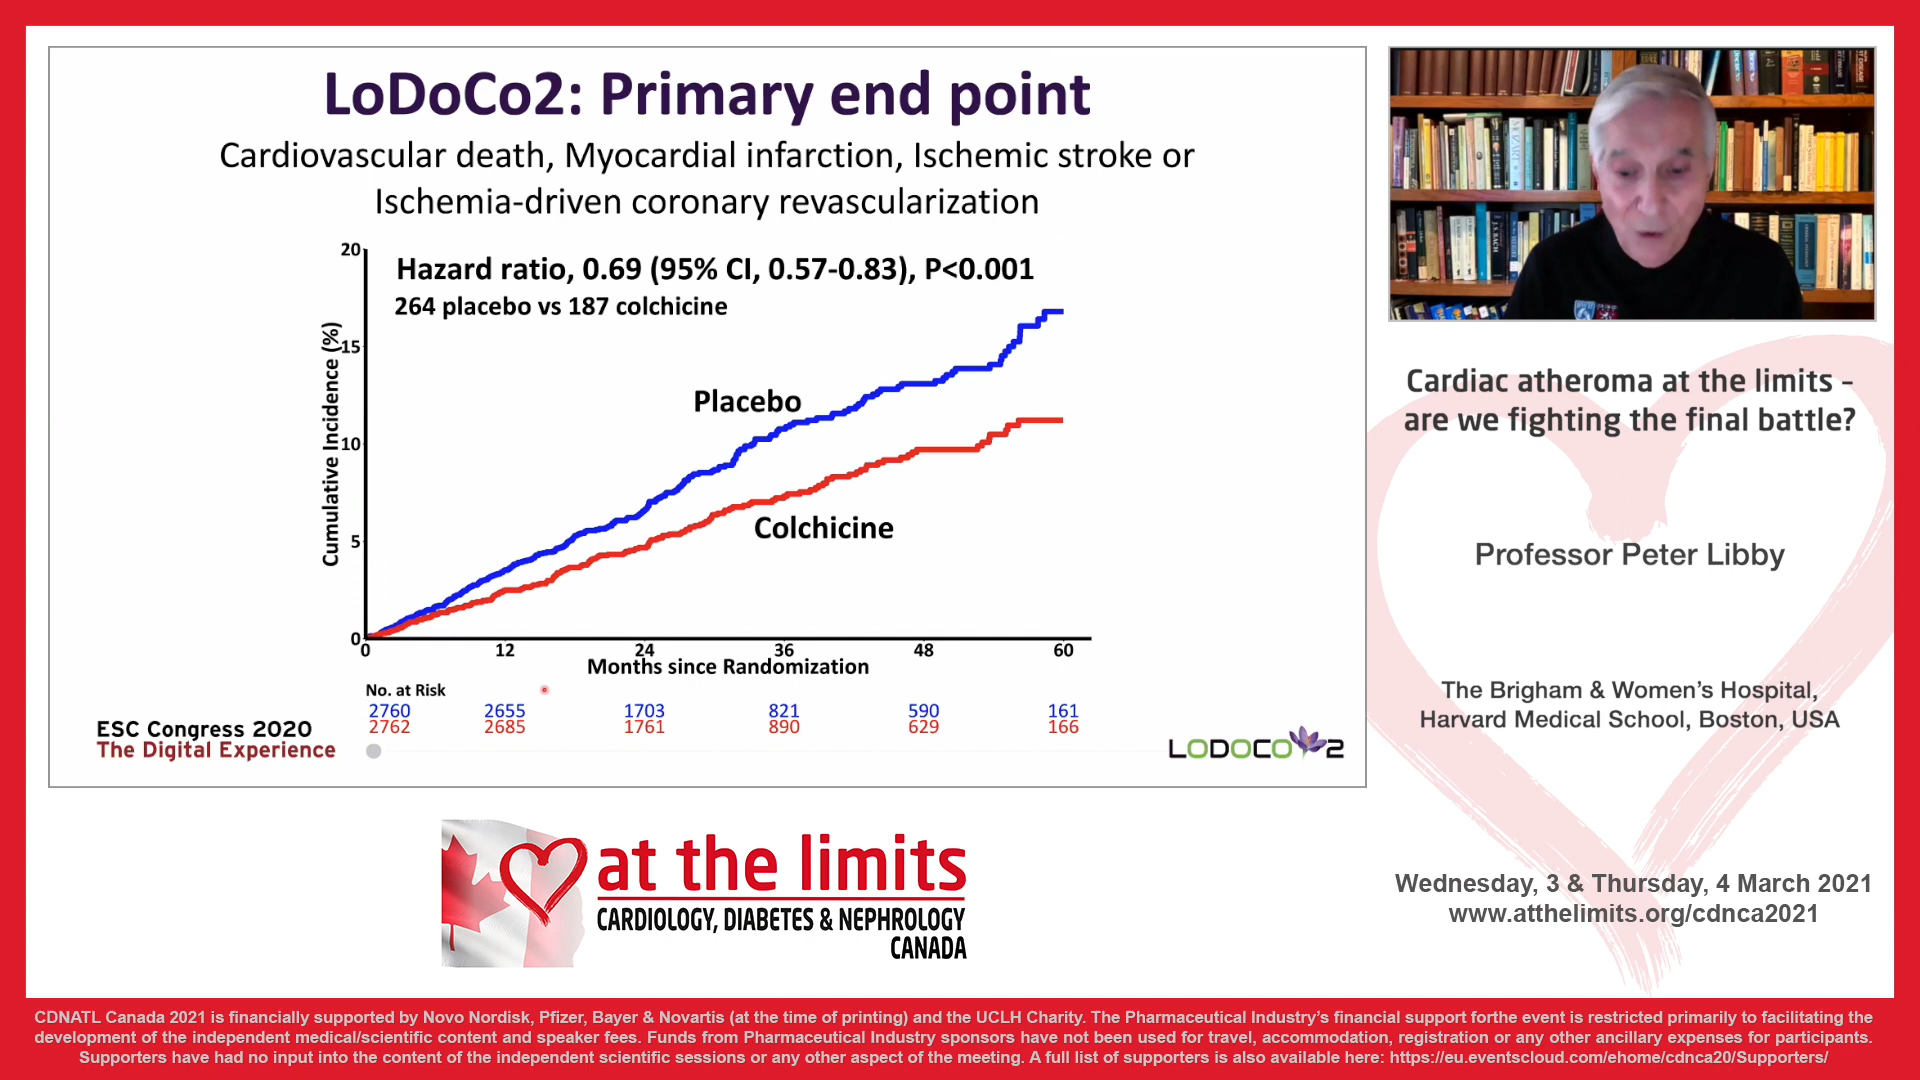 LoDoCo2: Primary end point
Cardiovascular death, Myocardial infarction, Ischemic stroke or
Ischemia-driven coronary revascularization
Hazard ratio, 0.69 (95% CI, 0.57-0.83), P<0.001
264 placebo vs 187 colchicine
Cumulative Incidence (%)
20
15
10
5
0
Placebo
Colchicine
0 12 24 36 48 60
Months since Randomization
No. at Risk
2760 2655 1703 821 590 161
2762 2685 1761 890 629 166
ESC Congress 2020
The Digital Experience
LODOCO 2
Cardiac atheroma at the limits –
are we fighting the final battle?
Professor Peter Libby
The Brigham & Women's Hospital,
Harvard Medical School, Boston, USA
Wednesday, 3 & Thursday, 4 March 2021
www.atthelimits.org/cdnca2021
at the limits
CARDIOLOGY, DIABETES & NEPHROLOGY
CANADA
CDNATL Canada 2021 is financially supported by Novo Nordisk, Pfizer, Bayer & Novartis (at the time of printing) and the UCLH Charity. The Pharmaceutical Industry's financial support forthe event is restricted primarily to facilitating the
development of the independent medical/scientific content and speaker fees. Funds from Pharmaceutical Industry sponsors have not been used for travel, accommodation, registration or any other ancillary expenses for participants.
Supporters have had no input into the content of the independent scientific sessions or any other aspect of the meeting. A full list of supporters is also available here: https://eu.eventscloud.com/ehome/cdnca20/Supporters/